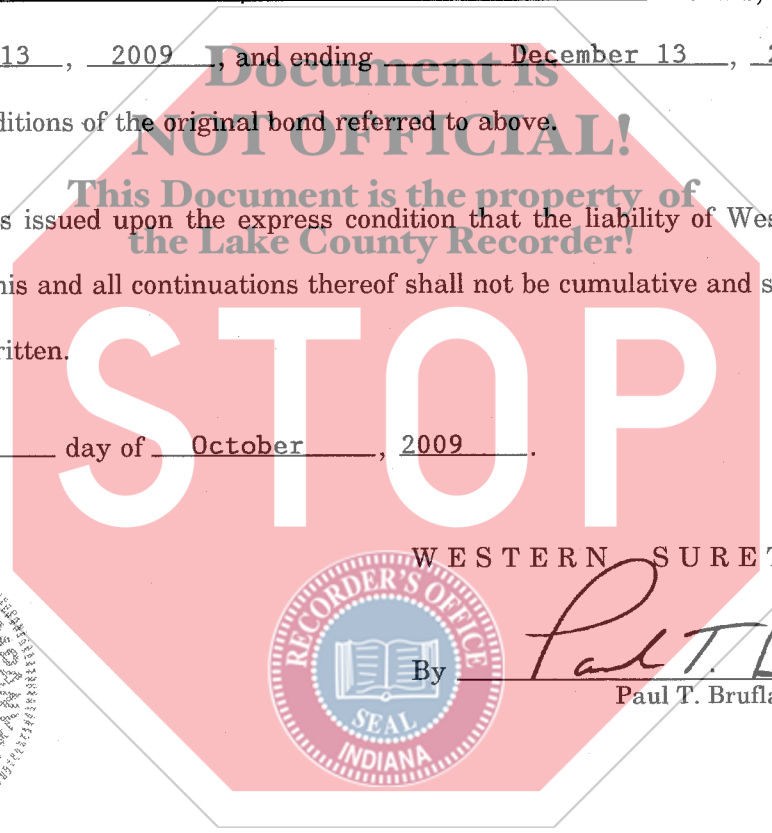 13, 2009, and ending December 13,
Document is
ditions of the original bond referred to above.
NOT OFFICIAL!
This Document is the property of
s issued upon the express condition that the liability of Wes
the Lake County Recorder!
his and all continuations thereof shall not be cumulative and s
ritten.
STOP
day of October, 2009.
WESTERN SURET
RECORDER'S OFFICE
By Paul T.
Paul T. Brufla
SEAL
INDIANA